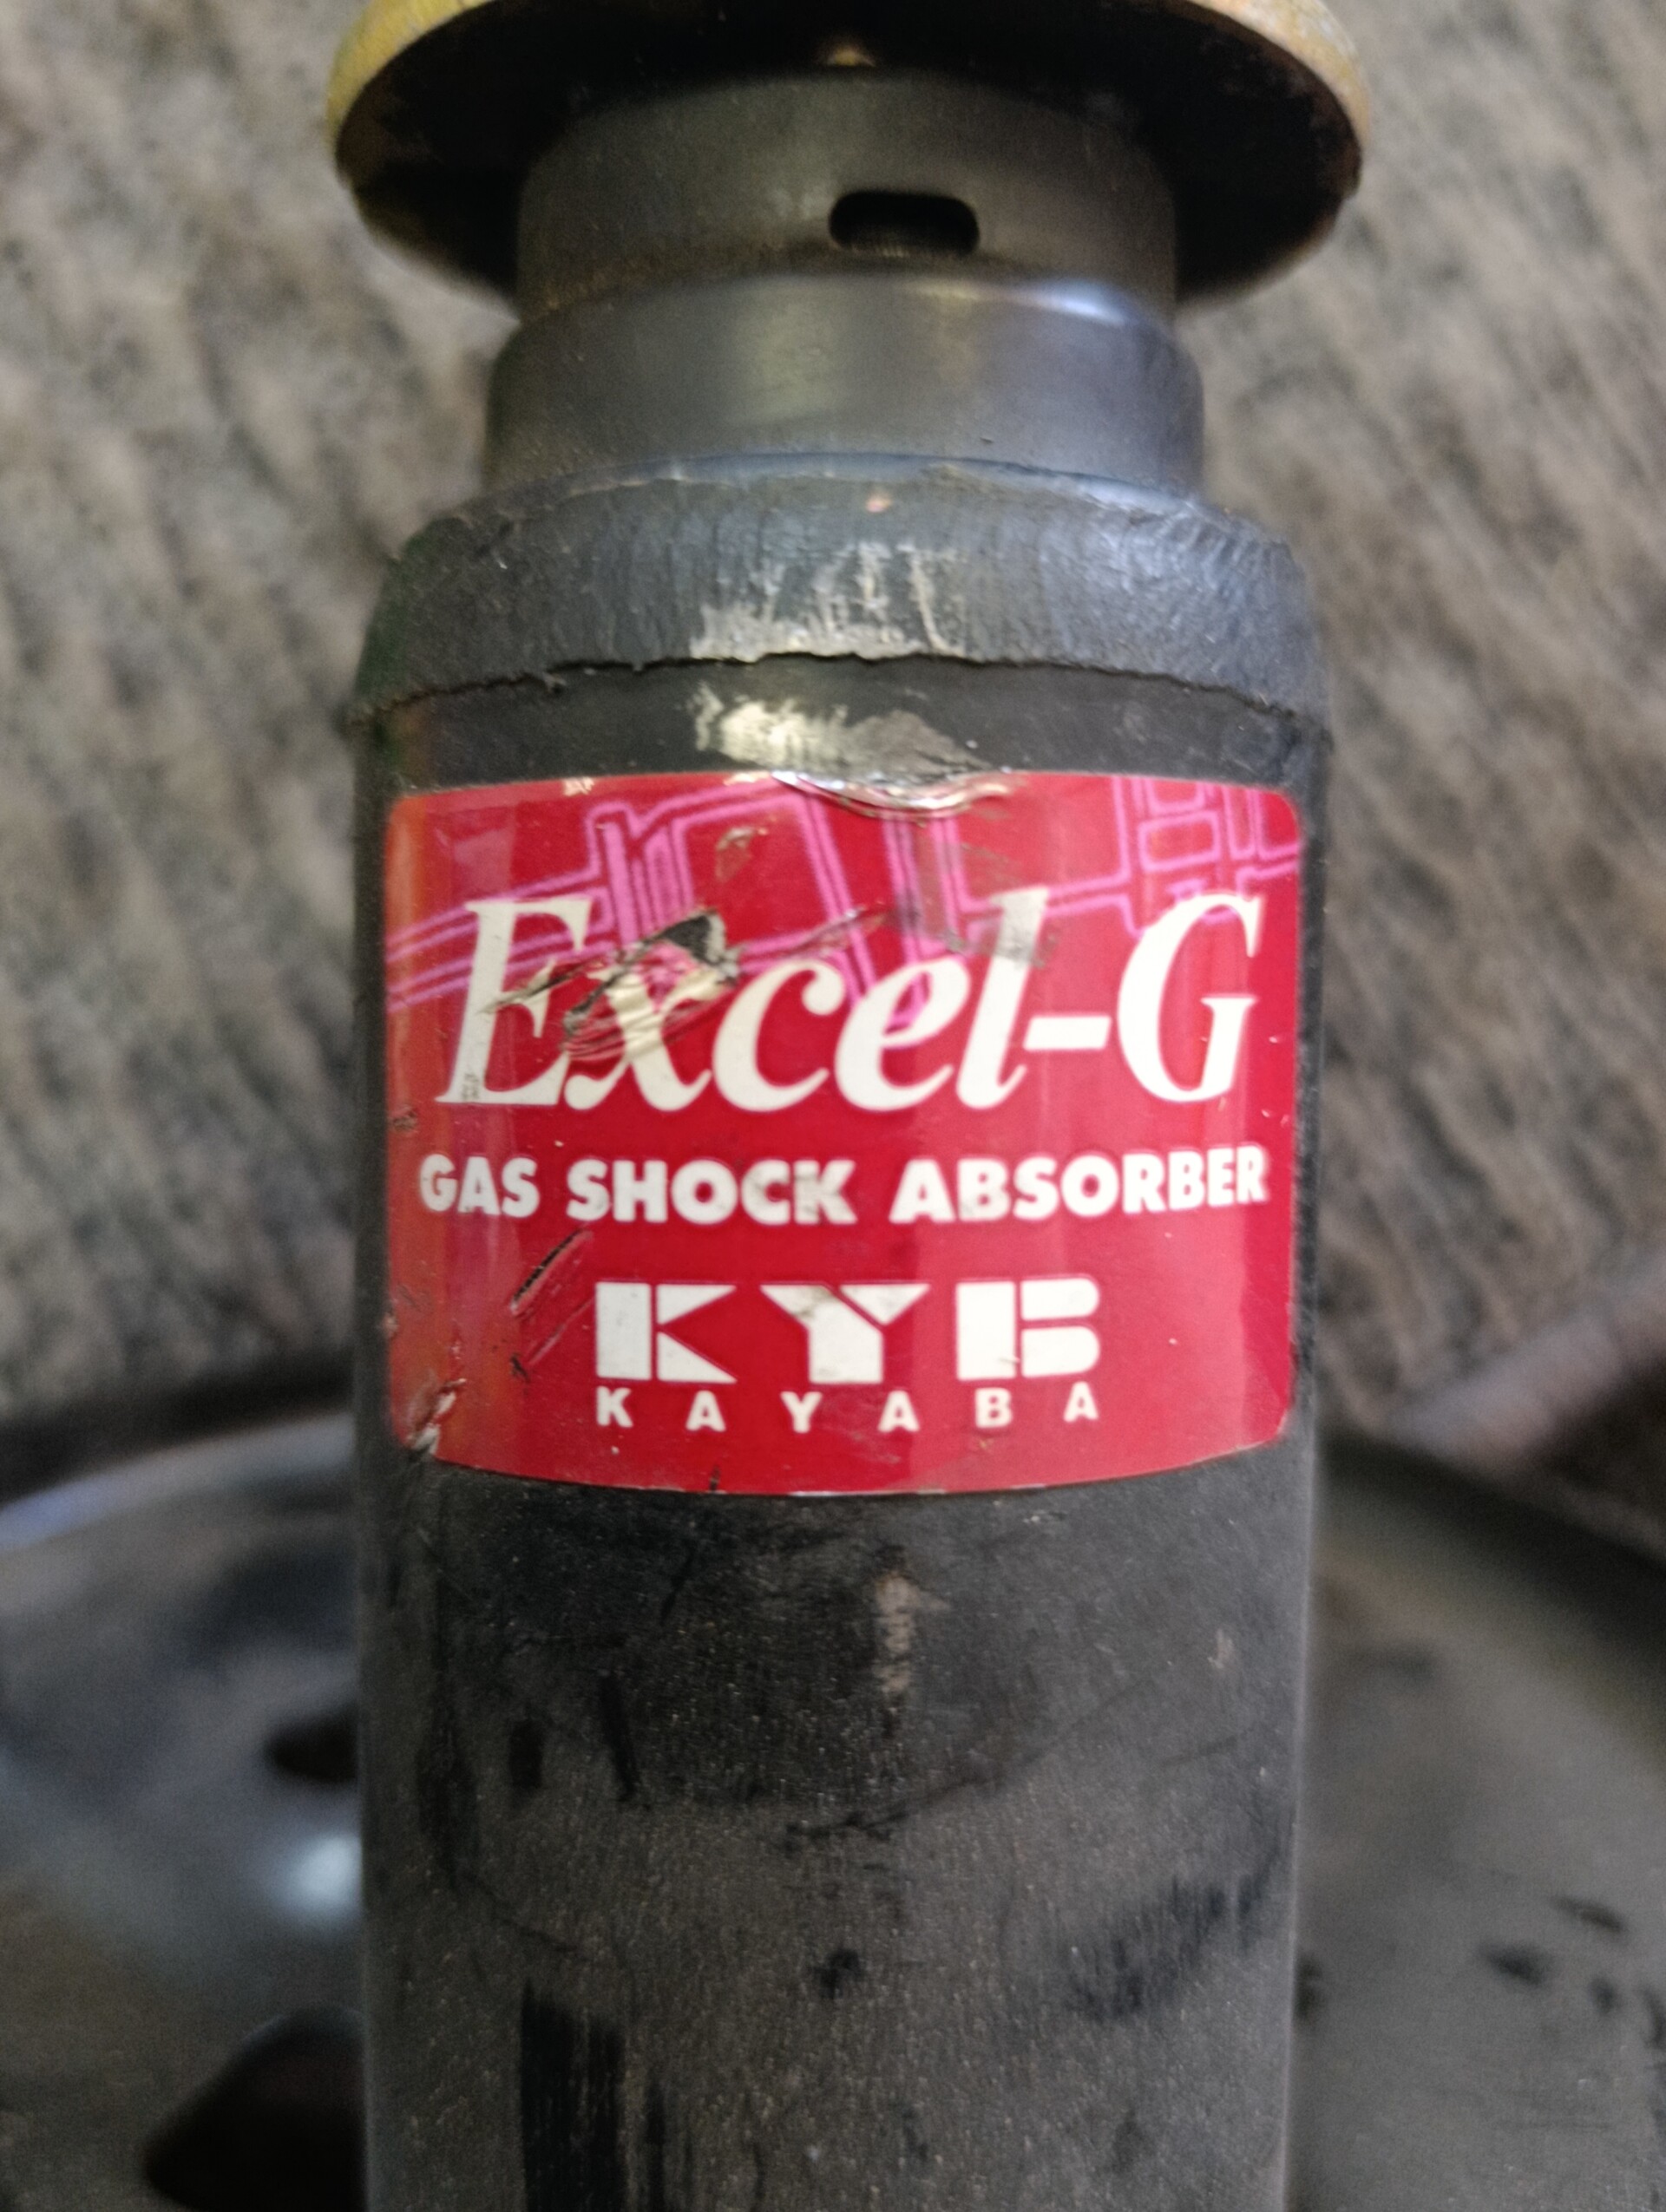 Excel-G
GAS SHOCK ABSORBER
KYB
KAYABA